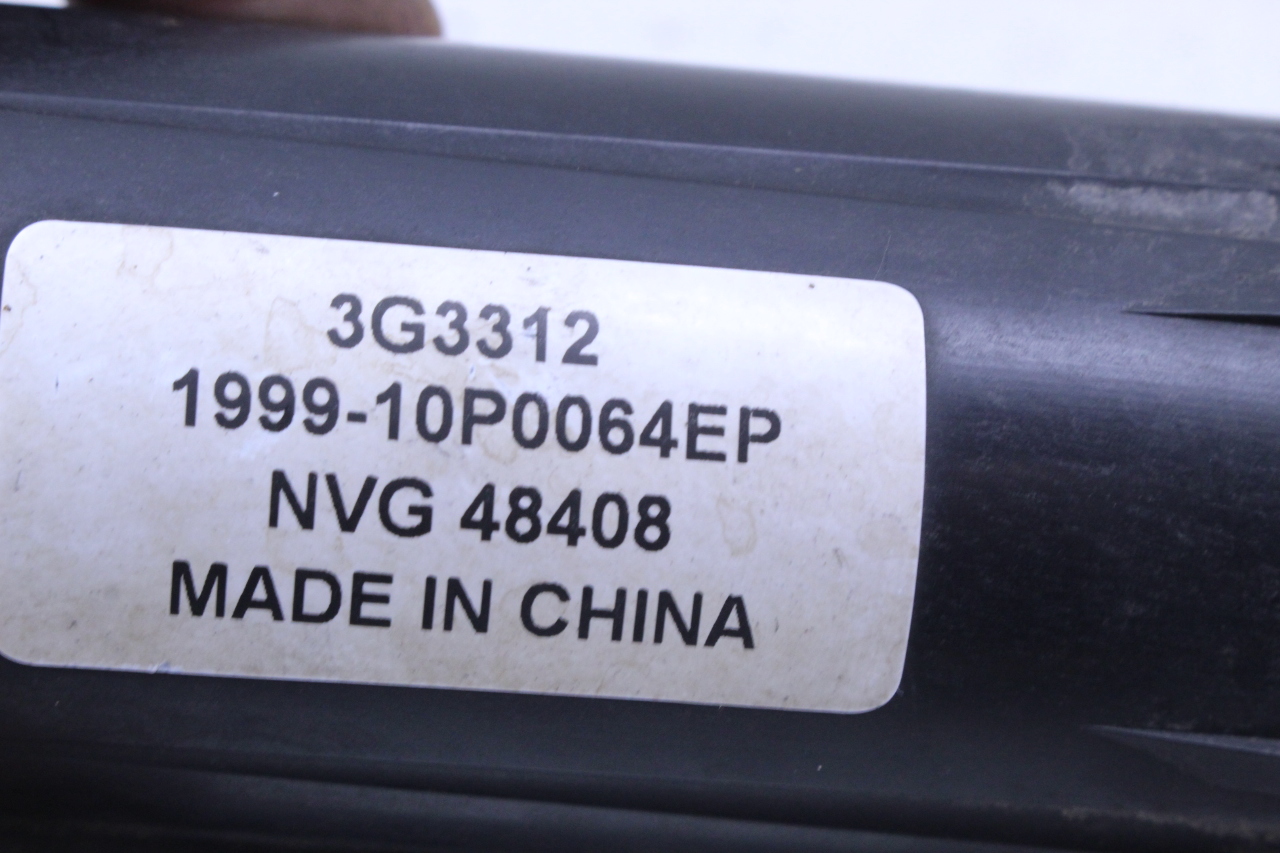 3G3312
1999-10P0064EP
NVG 48408
MADE IN CHINA